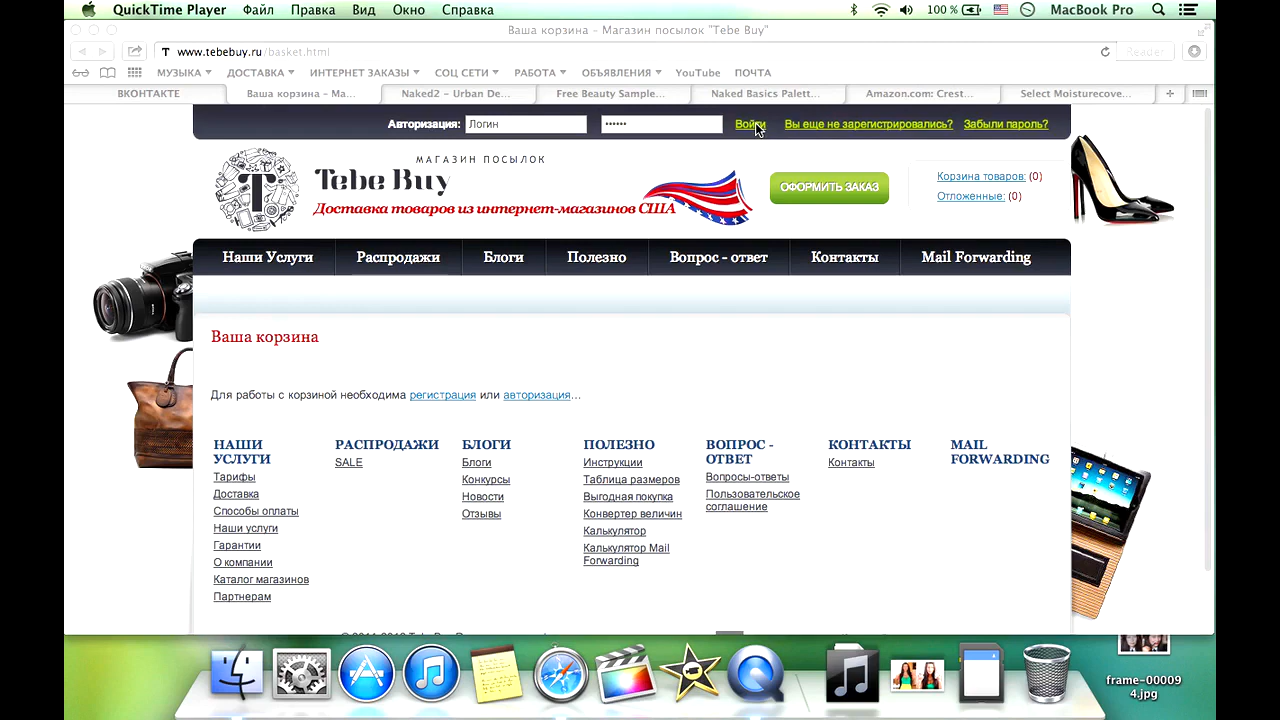 QuickTime Player Файл Правка Вид Окно Справка 100 % MacBook Pro
Ваша корзина – Магазин посылок "Tebe Buy"
T www.tebebuy.ru/basket.html Reader
МУЗЫКА ДОСТАВКА ИНТЕРНЕТ ЗАКАЗЫ СОЦ СЕТИ РАБОТА ОБЪЯВЛЕНИЯ YouTube ПОЧТА
ВКОНТАКТЕ Ваша корзина – Ма... Naked2 – Urban De... Free Beauty Sample... Naked Basics Palett... Amazon.com: Crest... Select Moisturecove...
Авторизация: Логин •••••• Войти Вы еще не зарегистрировались? Забыли пароль?
МАГАЗИН ПОСЫЛОК
T Tebe Buy
Доставка товаров из интернет-магазинов США
ОФОРМИТЬ ЗАКАЗ
Корзина товаров: (0)
Отложенные: (0)
Наши Услуги Распродажи Блоги Полезно Вопрос - ответ Контакты Mail Forwarding
Ваша корзина
Для работы с корзиной необходима регистрация или авторизация...
НАШИ УСЛУГИ
Тарифы
Доставка
Способы оплаты
Наши услуги
Гарантии
О компании
Каталог магазинов
Партнерам
РАСПРОДАЖИ
SALE
БЛОГИ
Блоги
Конкурсы
Новости
Отзывы
ПОЛЕЗНО
Инструкции
Таблица размеров
Выгодная покупка
Конвертер величин
Калькулятор
Калькулятор Mail
Forwarding
ВОПРОС -
ОТВЕТ
Вопросы-ответы
Пользовательское
соглашение
КОНТАКТЫ
Контакты
MAIL
FORWARDING
frame-00009
4.jpg